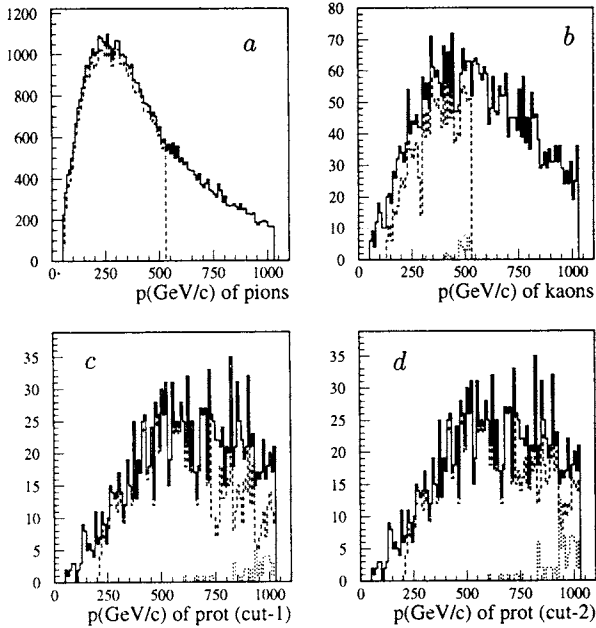 a
1200
1000
800
600
400
200
0
0 250 500 750 1000
p(GeV/c) of pions
b
80
70
60
50
40
30
20
10
0
0 250 500 750 1000
p(GeV/c) of kaons
c
35
30
25
20
15
10
5
0
0 250 500 750 1000
p(GeV/c) of prot (cut-1)
d
35
30
25
20
15
10
5
0
0 250 500 750 1000
p(GeV/c) of prot (cut-2)